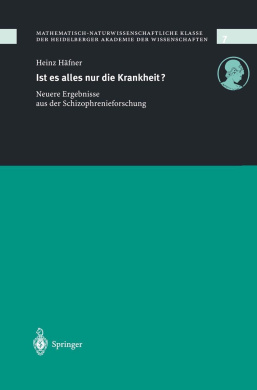 MATHEMATISCH-NATURWISSENSCHAFTLICHE KLASSE
DER HEIDELBERGER AKADEMIE DER WISSENSCHAFTEN
7
Heinz Häfner
Ist es alles nur die Krankheit?
Neuere Ergebnisse
aus der Schizophrenieforschung
Springer